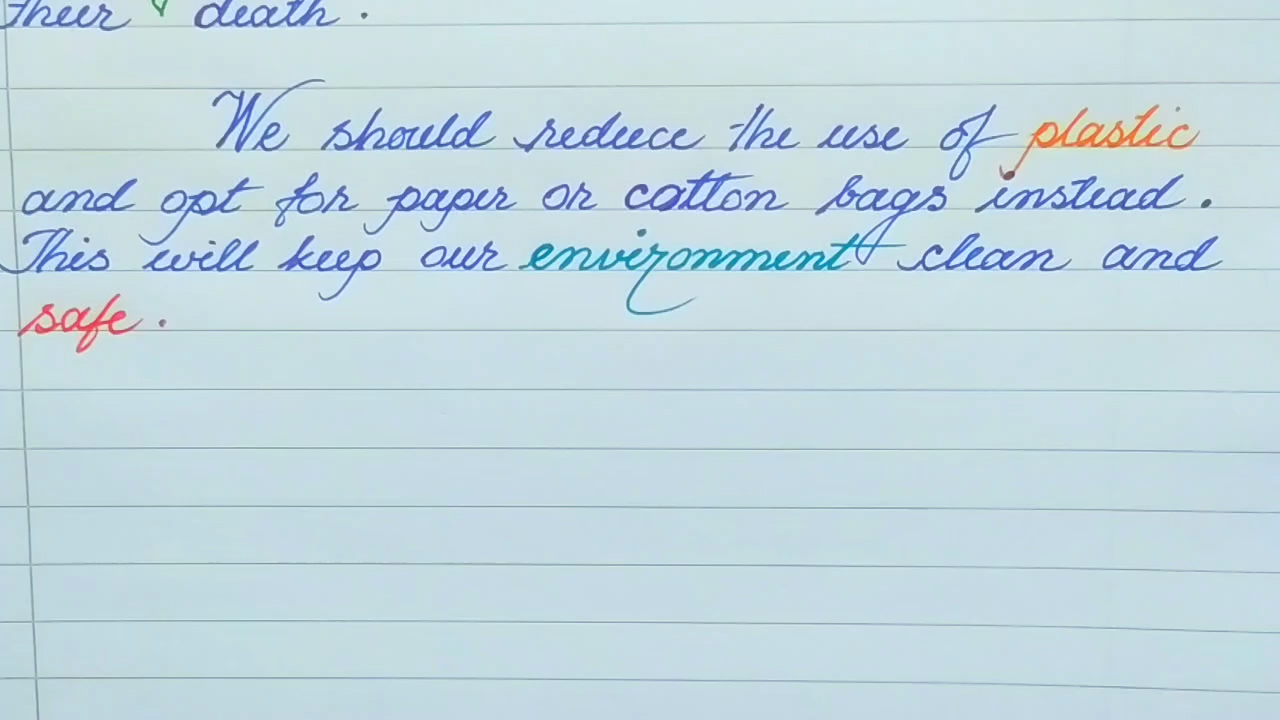 their death .
We should reduce the use of plastic
and opt for paper or cotton bags instead .
This will keep our environment clean and
safe .